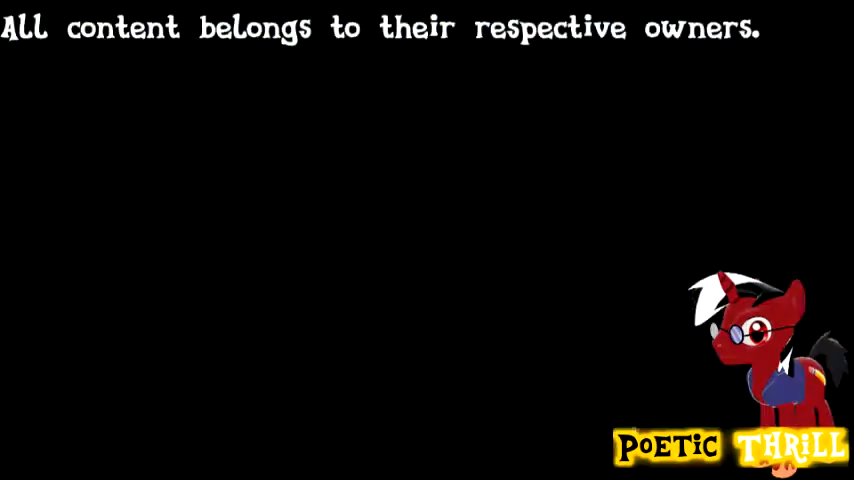 All content belongs to their respective owners.
POETIC THRILL